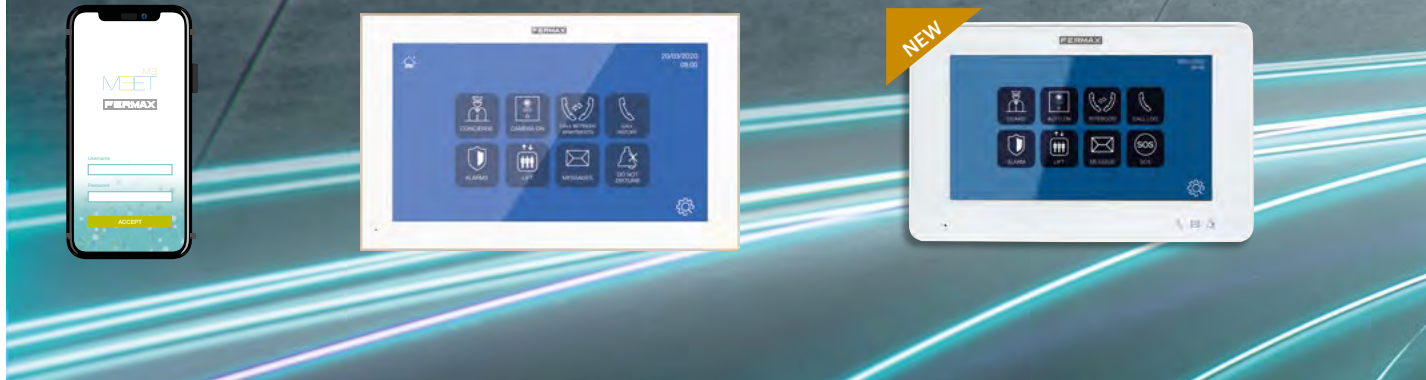 ME
MEET
FERMAX
Username
Password
ACCEPT
FERMAX
20/03/2020
08:00
CONCIERGE
CAMERA ON
CALL BETWEEN
APARTMENTS
CALL
HISTORY
ALARMS
LIFT
MESSAGES
DO NOT
DISTURB
NEW
FERMAX
GUARD
AUTO ON
INTERCOM
CALL LOG
ALARM
LIFT
MESSAGE
SOS
SOS